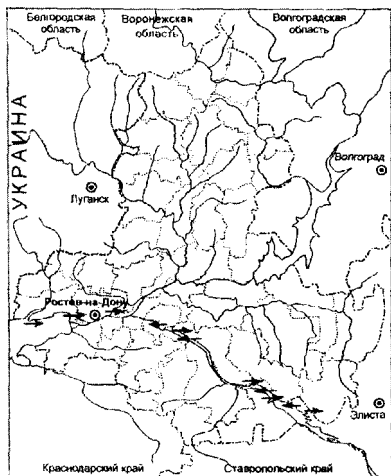 Белгородская
область
Воронежская
область
Волгоградская
область
УКРАИНА
Волгоград
Луганск
Ростов-на-Дону
Элиста
Краснодарский край
Ставропольский край